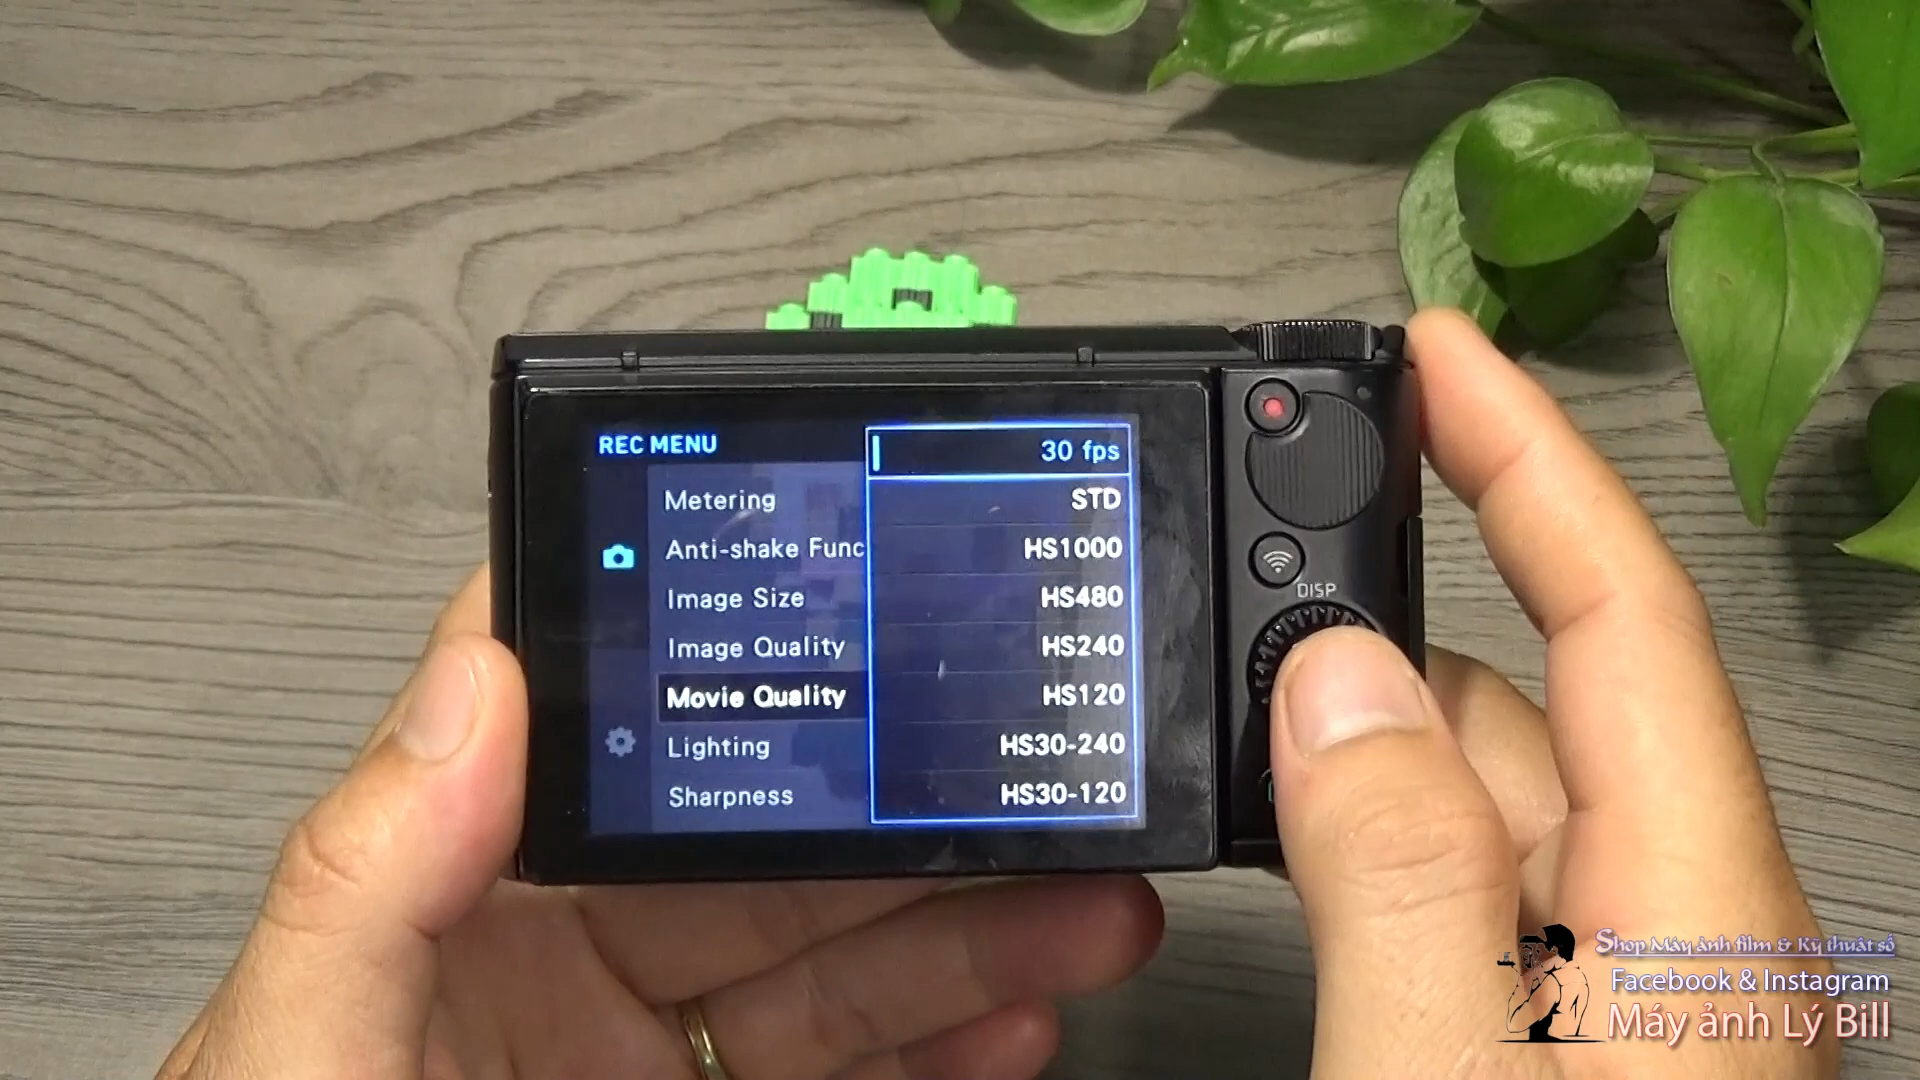 REC MENU
30 fps
Metering
STD
Anti-shake Func
HS1000
Image Size
HS480
Image Quality
HS240
Movie Quality
HS120
Lighting
HS30-240
Sharpness
HS30-120
DISP
Shop Máy ảnh film & Kỹ thuật số
Facebook & Instagram
Máy ảnh Lý Bill